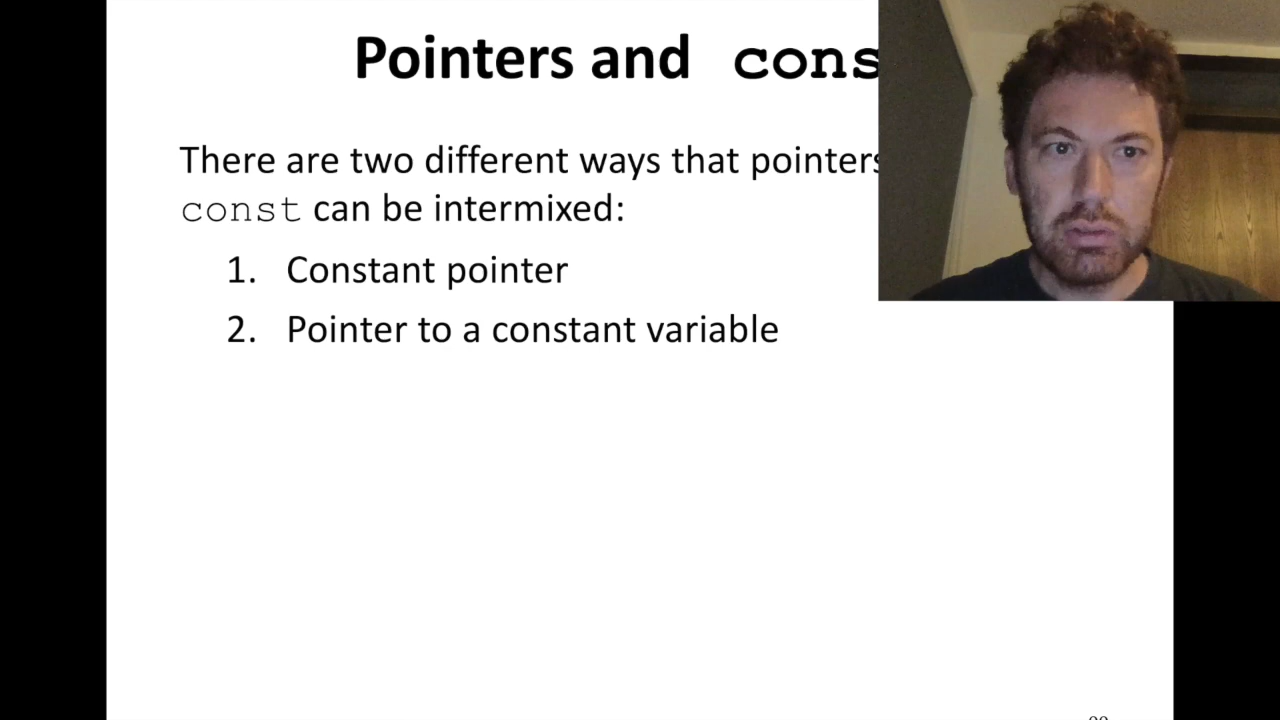 Pointers and cons
There are two different ways that pointers
const can be intermixed:
1. Constant pointer
2. Pointer to a constant variable